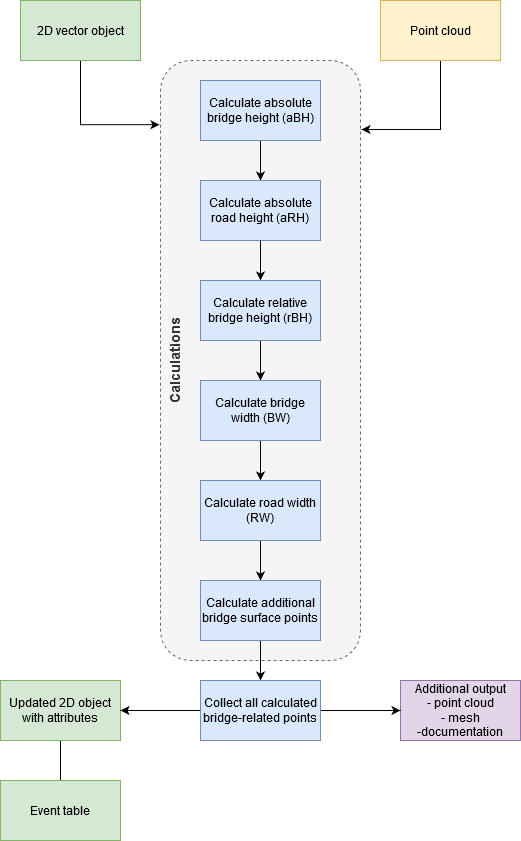 2D vector object
Point cloud
Calculate absolute
bridge height (aBH)
Calculate absolute
road height (aRH)
Calculate relative
bridge height (rBH)
Calculations
Calculate bridge
width (BW)
Calculate road width
(RW)
Calculate additional
bridge surface points
Updated 2D object
with attributes
Collect all calculated
bridge-related points
Additional output
- point cloud
- mesh
-documentation
Event table